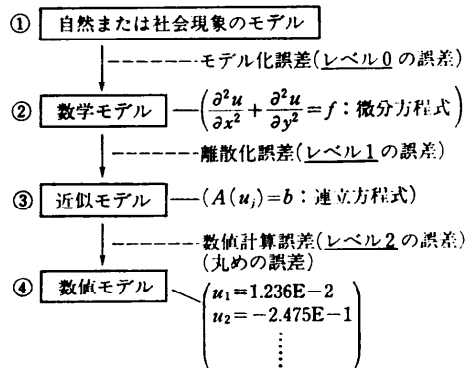 ① 自然または社会現象のモデル
モデル化誤差(レベル0の誤差)
② 数学モデル (∂²u/∂x² + ∂²u/∂y² = f：微分方程式)
離散化誤差(レベル1の誤差)
③ 近似モデル (A(uⱼ)=b：連立方程式)
数値計算誤差(レベル2の誤差)
(丸めの誤差)
④ 数値モデル
u₁=1.236E−2
u₂=−2.475E−1
⋮